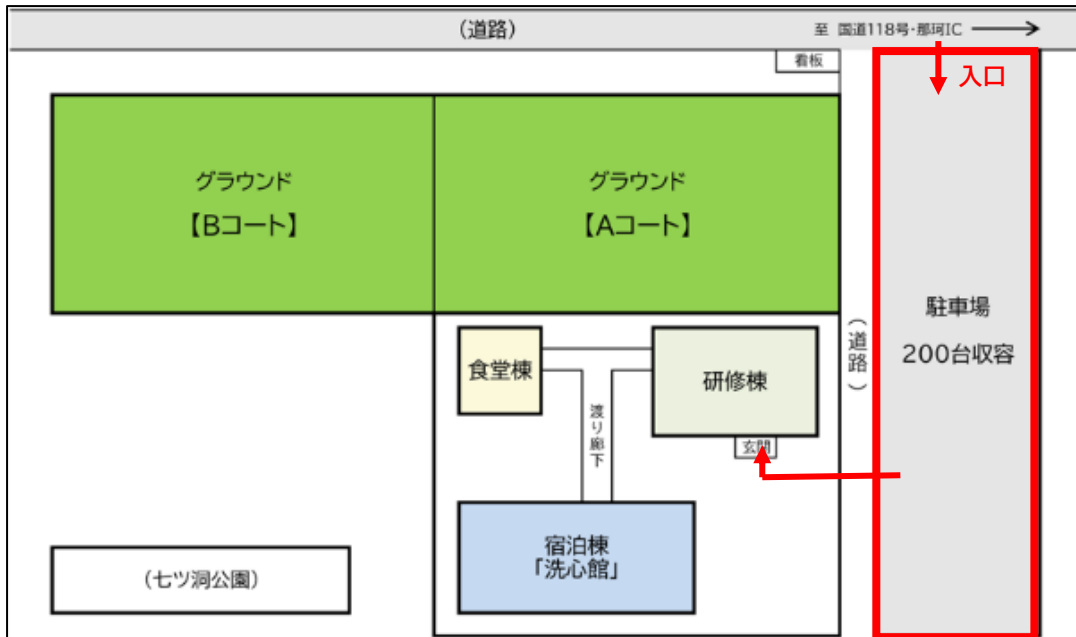 (道路)
至 国道118号・那珂IC
看板
入口
グラウンド
【Bコート】
グラウンド
【Aコート】
駐車場
200台収容
(道路)
食堂棟
研修棟
渡り廊下
玄関
宿泊棟
「洗心館」
(七ツ洞公園)